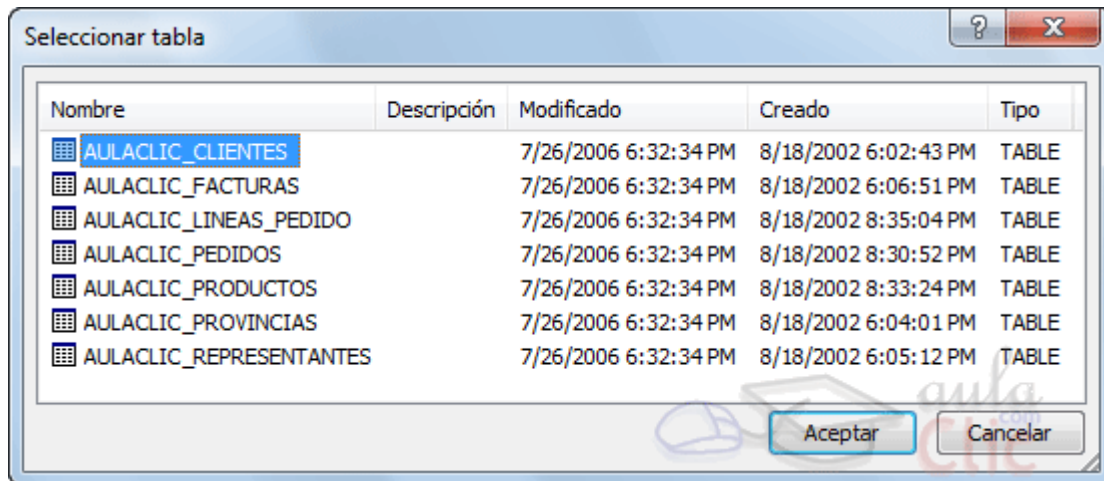 Seleccionar tabla
Nombre Descripción Modificado Creado Tipo
AULACLIC_CLIENTES 7/26/2006 6:32:34 PM 8/18/2002 6:02:43 PM TABLE
AULACLIC_FACTURAS 7/26/2006 6:32:34 PM 8/18/2002 6:06:51 PM TABLE
AULACLIC_LINEAS_PEDIDO 7/26/2006 6:32:34 PM 8/18/2002 8:35:04 PM TABLE
AULACLIC_PEDIDOS 7/26/2006 6:32:34 PM 8/18/2002 8:30:52 PM TABLE
AULACLIC_PRODUCTOS 7/26/2006 6:32:34 PM 8/18/2002 8:33:24 PM TABLE
AULACLIC_PROVINCIAS 7/26/2006 6:32:34 PM 8/18/2002 6:04:01 PM TABLE
AULACLIC_REPRESENTANTES 7/26/2006 6:32:34 PM 8/18/2002 6:05:12 PM TABLE
aula
.com
Aceptar Cancelar
Clic